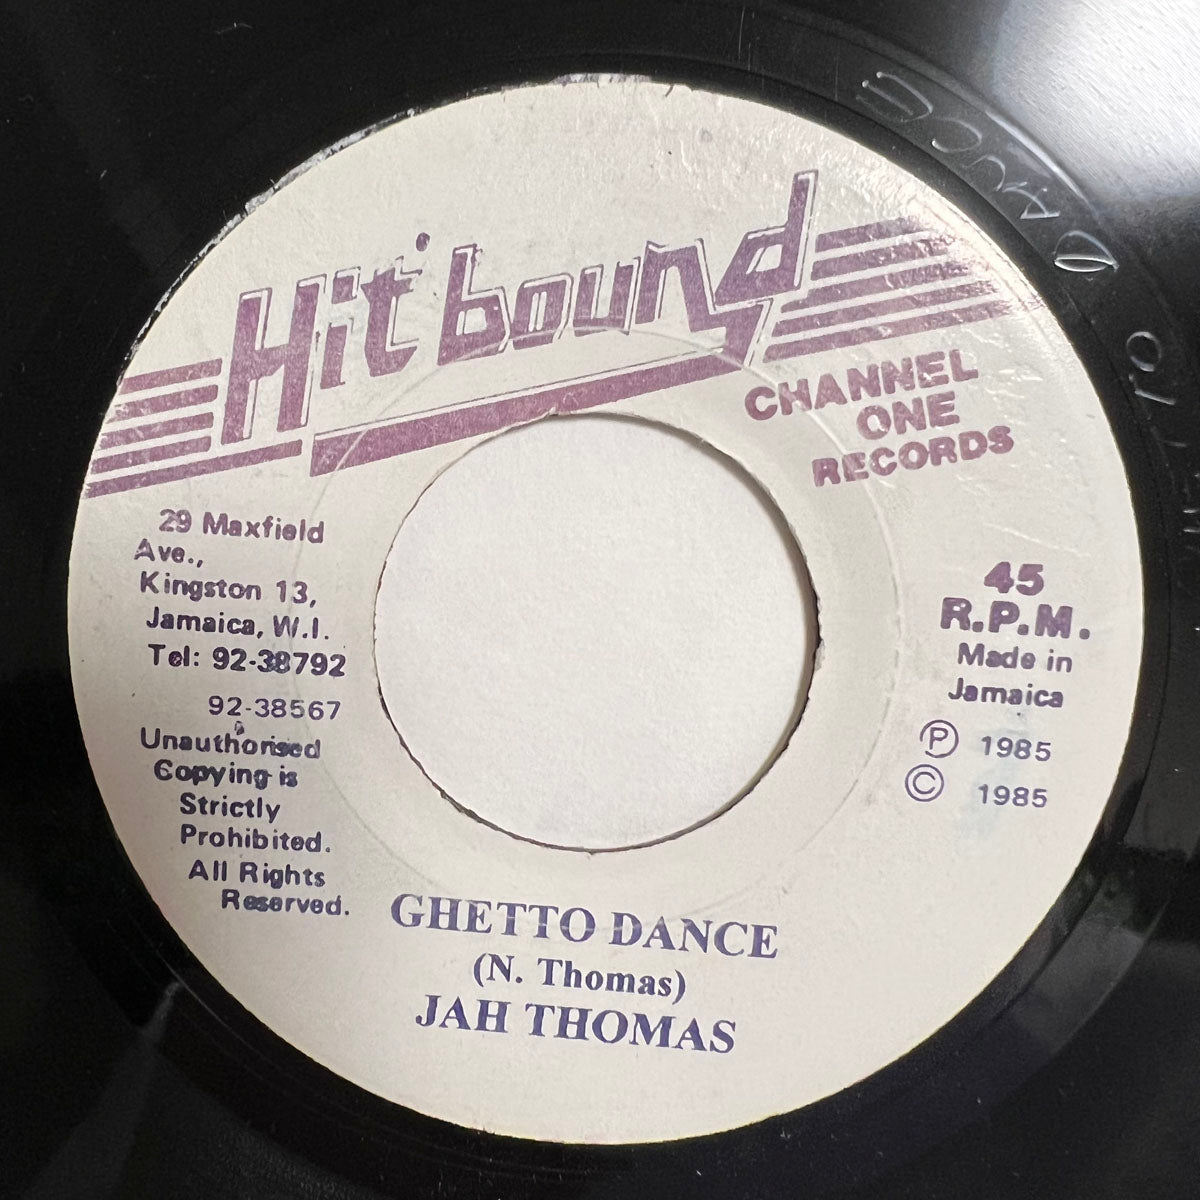 Hit bound
CHANNEL
ONE
RECORDS
29 Maxfield
Ave.,
Kingston 13,
Jamaica, W.I.
Tel: 92-38792
92-38567
Unauthorised
Copying is
Strictly
Prohibited.
All Rights
Reserved.
45
R.P.M.
Made in
Jamaica
Ⓟ 1985
© 1985
GHETTO DANCE
(N. Thomas)
JAH THOMAS